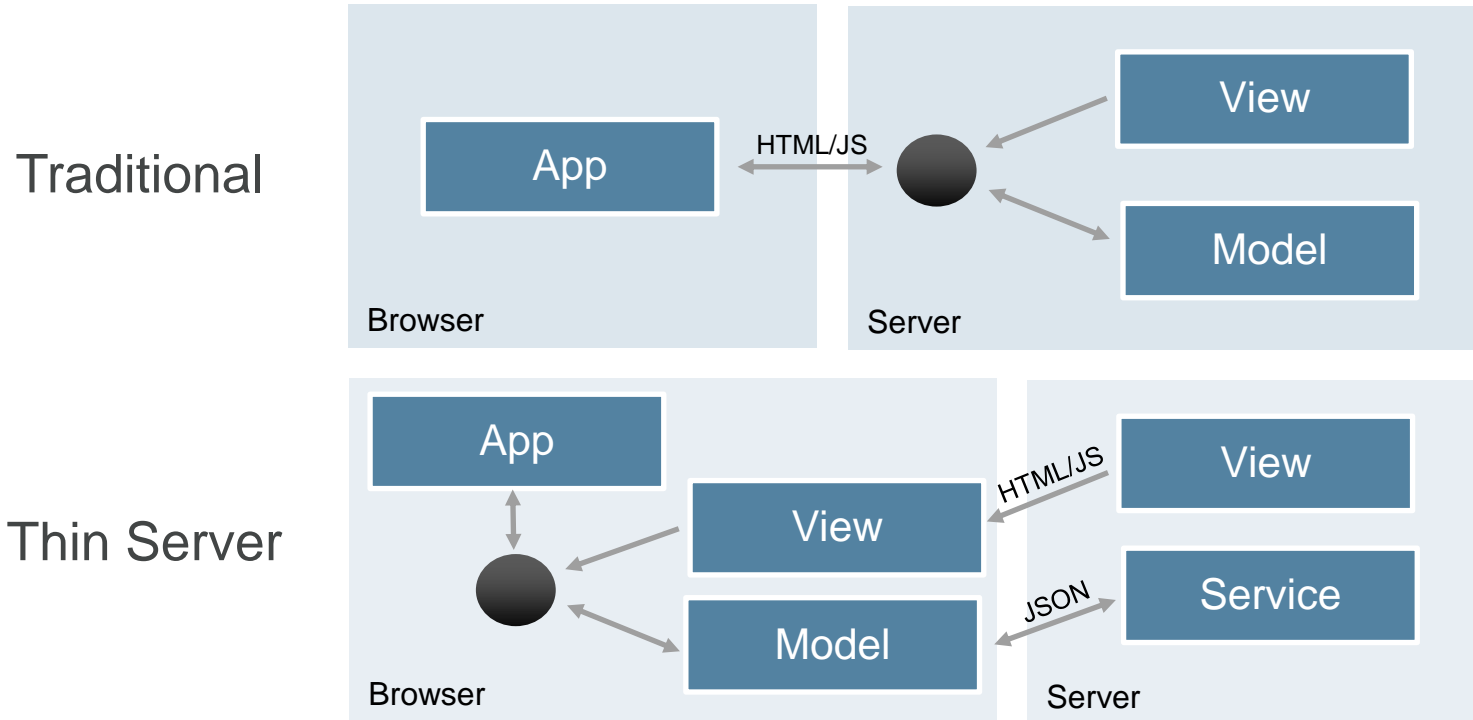 Traditional
App
HTML/JS
View
Model
Browser
Server
Thin Server
App
View
Model
HTML/JS
JSON
View
Service
Browser
Server